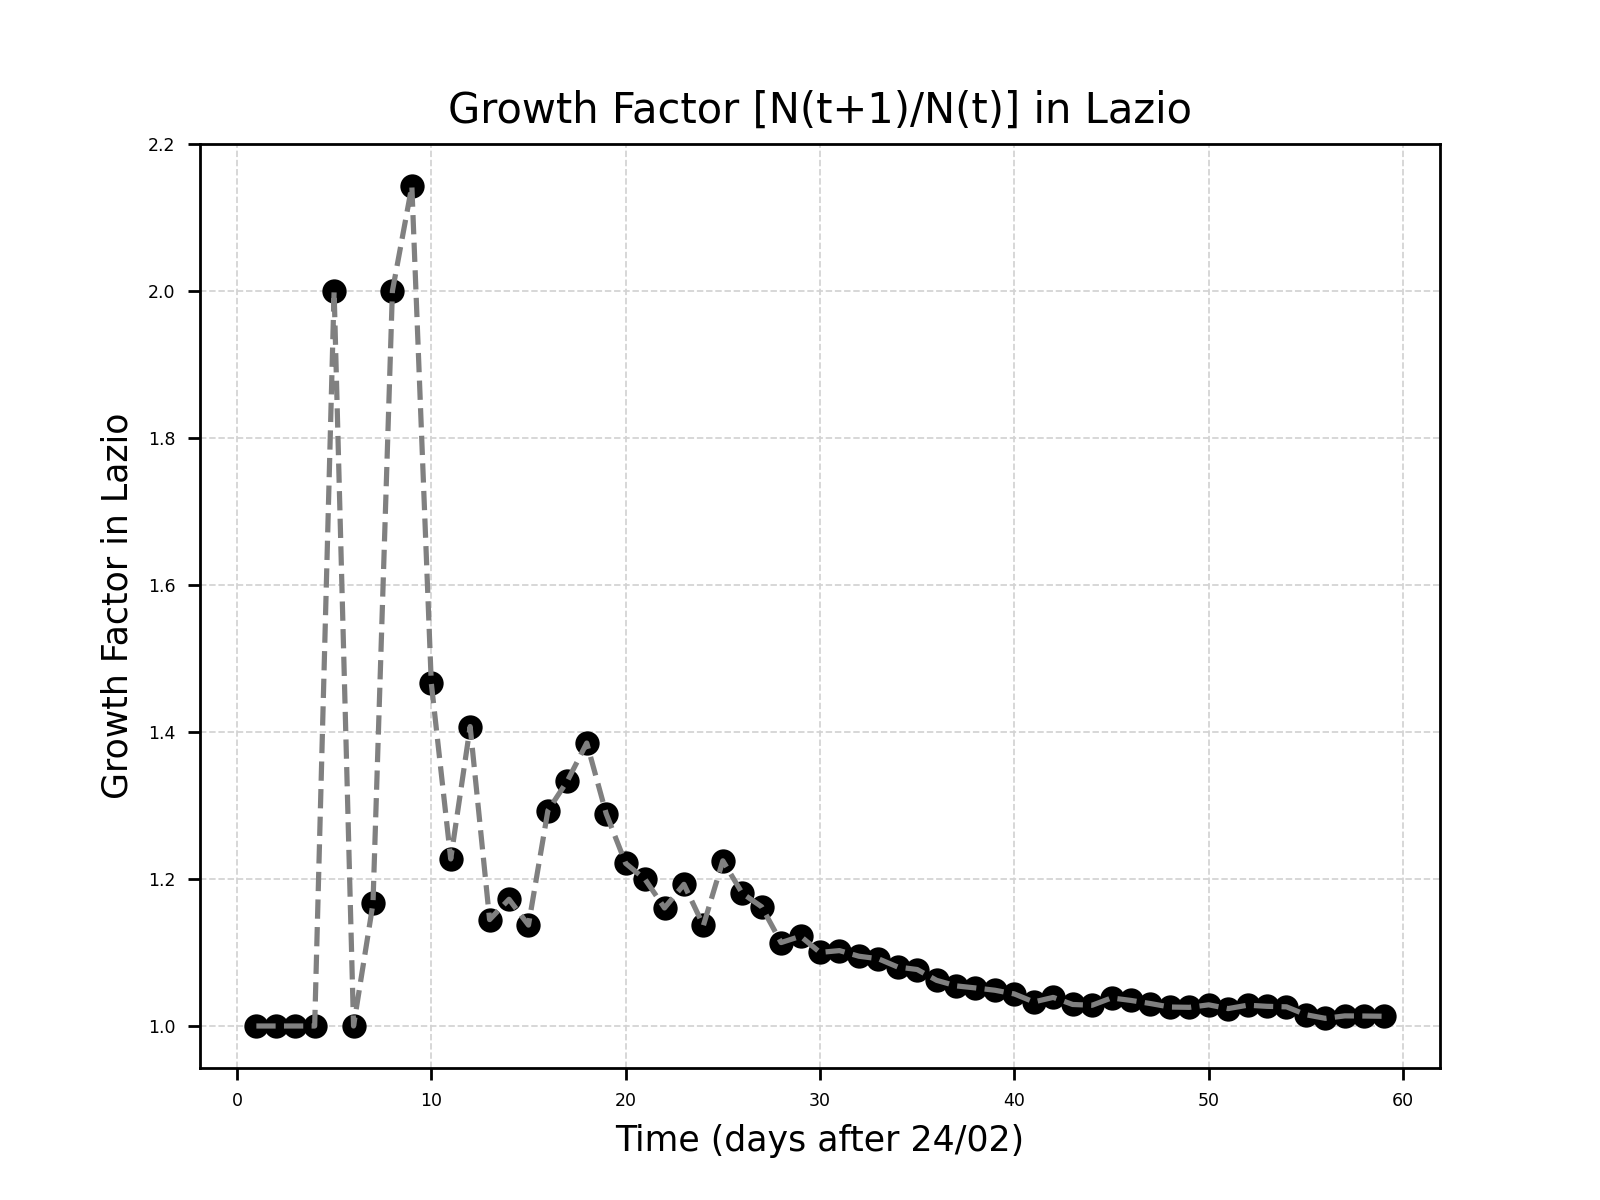 Growth Factor [N(t+1)/N(t)] in Lazio
Growth Factor in Lazio
2.2
2.0
1.8
1.6
1.4
1.2
1.0
0 10 20 30 40 50 60
Time (days after 24/02)